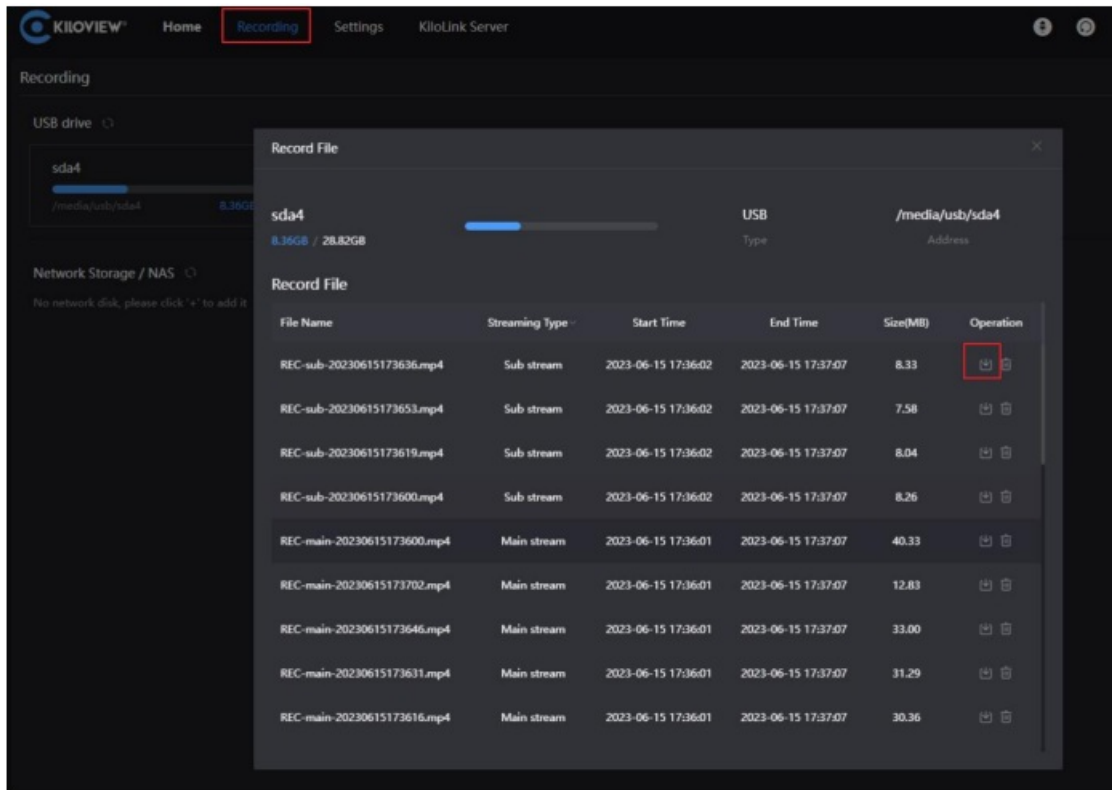 KILOVIEW Home Recording Settings KiloLink Server
Recording
USB drive
sda4
/media/usb/sda4 8.36GB
Network Storage / NAS
No network disk, please click '+' to add it
Record File
sda4 USB /media/usb/sda4
8.36GB / 28.82GB Type Address
Record File
File Name Streaming Type Start Time End Time Size(MB) Operation
REC-sub-20230615173636.mp4 Sub stream 2023-06-15 17:36:02 2023-06-15 17:37:07 8.33
REC-sub-20230615173653.mp4 Sub stream 2023-06-15 17:36:02 2023-06-15 17:37:07 7.58
REC-sub-20230615173619.mp4 Sub stream 2023-06-15 17:36:02 2023-06-15 17:37:07 8.04
REC-sub-20230615173600.mp4 Sub stream 2023-06-15 17:36:02 2023-06-15 17:37:07 8.26
REC-main-20230615173600.mp4 Main stream 2023-06-15 17:36:01 2023-06-15 17:37:07 40.33
REC-main-20230615173702.mp4 Main stream 2023-06-15 17:36:01 2023-06-15 17:37:07 12.83
REC-main-20230615173646.mp4 Main stream 2023-06-15 17:36:01 2023-06-15 17:37:07 33.00
REC-main-20230615173631.mp4 Main stream 2023-06-15 17:36:01 2023-06-15 17:37:07 31.29
REC-main-20230615173616.mp4 Main stream 2023-06-15 17:36:01 2023-06-15 17:37:07 30.36